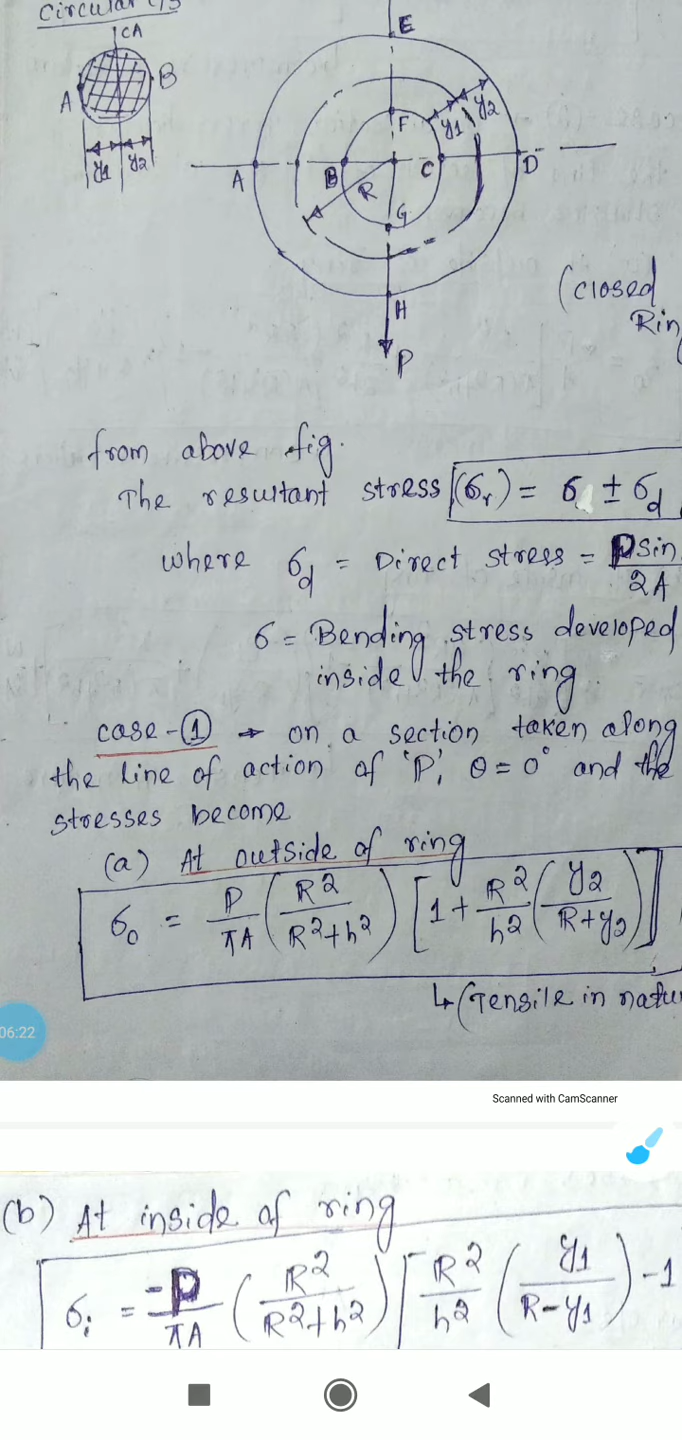 Circular
CA
A B
y1 y2
E
F
y1 y2
A B R C D
G
H
P
(closed
Rin
from above fig.
The resultant stress (σr) = σ ± σd
where σd = Direct stress = P sin / 2A
σ = Bending stress developed
inside the ring
case-① → on a section taken along
the line of action of 'P', θ = 0° and the
stresses become
(a) At outside of ring
σo = P/πA (R²/R²+h²) [1 + R²/h² (y2/R+y2)]
↳ (Tensile in natu
06:22
Scanned with CamScanner
(b) At inside of ring
σi = -P/πA (R²/R²+h²) [R²/h² (y1/R-y1) -1